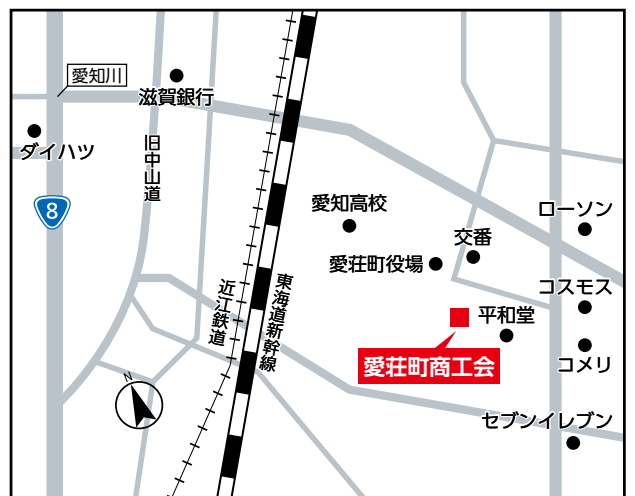 愛知川
滋賀銀行
ダイハツ
旧中山道
8
愛知高校
ローソン
交番
愛荘町役場
コスモス
近江鉄道
東海道新幹線
平和堂
愛荘町商工会
コメリ
N
セブンイレブン